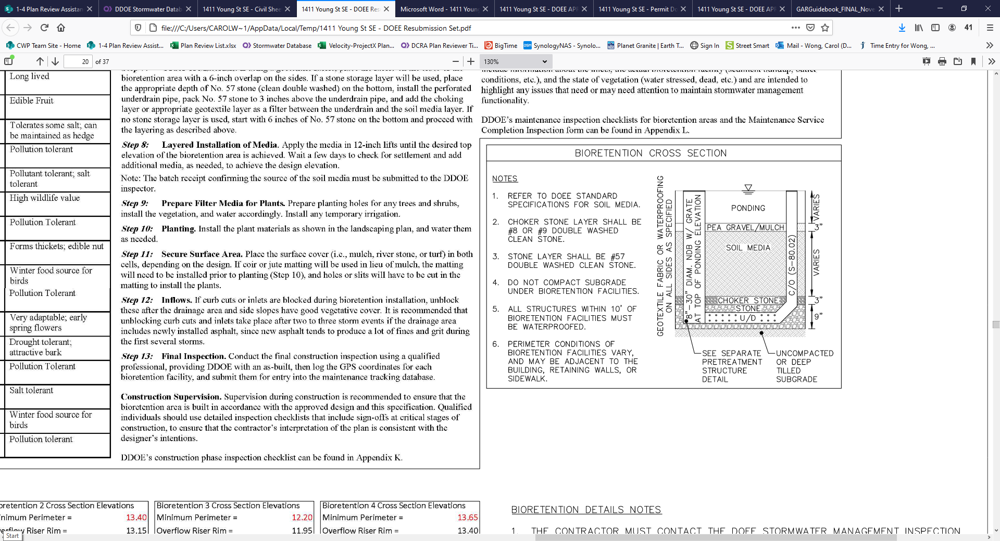 1-4 Plan Review Assistan
DDOE Stormwater Datab
1411 Young St SE - Civil Shee
1411 Young St SE - DOEE Res
Microsoft Word - 1411 Young
1411 Young St SE - DOEE APP
1411 Young St SE - Permit Do
1411 Young St SE - DOEE APP
GARGuidebook_FINAL_Nove
file:///C:/Users/CAROLW~1/AppData/Local/Temp/1411 Young St SE - DOEE Resubmission Set.pdf
41
CWP Team Site - Home
1-4 Plan Review Assist...
Plan Review List.xlsx
Stormwater Database
Velocity-ProjectX Plan...
DCRA Plan Reviewer Ti...
BigTime
SynologyNAS - Synolo...
Planet Granite | Earth T...
Sign In
Street Smart
Mail - Wong, Carol (D...
Time Entry for Wong, ...
20 of 37
130%
Long lived
Edible Fruit
Tolerates some salt; can
be maintained as hedge
Pollution tolerant
Pollutant tolerant; salt
tolerant
High wildlife value
Pollution Tolerant
Forms thickets; edible nut
Winter food source for
birds
Pollution Tolerant
Very adaptable; early
spring flowers
Drought tolerant;
attractive bark
Pollution Tolerant
Salt tolerant
Winter food source for
birds
Pollution tolerant
bioretention area with a 6-inch overlap on the sides. If a stone storage layer will be used, place
the appropriate depth of No. 57 stone (clean double washed) on the bottom, install the perforated
underdrain pipe, pack No. 57 stone to 3 inches above the underdrain pipe, and add the choking
layer or appropriate geotextile layer as a filter between the underdrain and the soil media layer. If
no stone storage layer is used, start with 6 inches of No. 57 stone on the bottom and proceed with
the layering as described above.
Step 8: Layered Installation of Media. Apply the media in 12-inch lifts until the desired top
elevation of the bioretention area is achieved. Wait a few days to check for settlement and add
additional media, as needed, to achieve the design elevation.
Note: The batch receipt confirming the source of the soil media must be submitted to the DDOE
inspector.
Step 9: Prepare Filter Media for Plants. Prepare planting holes for any trees and shrubs,
install the vegetation, and water accordingly. Install any temporary irrigation.
Step 10: Planting. Install the plant materials as shown in the landscaping plan, and water them
as needed.
Step 11: Secure Surface Area. Place the surface cover (i.e., mulch, river stone, or turf) in both
cells, depending on the design. If coir or jute matting will be used in lieu of mulch, the matting
will need to be installed prior to planting (Step 10), and holes or slits will have to be cut in the
matting to install the plants.
Step 12: Inflows. If curb cuts or inlets are blocked during bioretention installation, unblock
these after the drainage area and side slopes have good vegetative cover. It is recommended that
unblocking curb cuts and inlets take place after two to three storm events if the drainage area
includes newly installed asphalt, since new asphalt tends to produce a lot of fines and grit during
the first several storms.
Step 13: Final Inspection. Conduct the final construction inspection using a qualified
professional, providing DDOE with an as-built, then log the GPS coordinates for each
bioretention facility, and submit them for entry into the maintenance tracking database.
Construction Supervision. Supervision during construction is recommended to ensure that the
bioretention area is built in accordance with the approved design and this specification. Qualified
individuals should use detailed inspection checklists that include sign-offs at critical stages of
construction, to ensure that the contractor's interpretation of the plan is consistent with the
designer's intentions.
DDOE's construction phase inspection checklist can be found in Appendix K.
include information about the inlets, the actual bioretention facility (sediment buildup, outlet
conditions, etc.), and the state of vegetation (water stressed, dead, etc.) and are intended to
highlight any issues that need or may need attention to maintain stormwater management
functionality.
DDOE's maintenance inspection checklists for bioretention areas and the Maintenance Service
Completion Inspection form can be found in Appendix L.
BIORETENTION CROSS SECTION
NOTES
1. REFER TO DOEE STANDARD
SPECIFICATIONS FOR SOIL MEDIA.
2. CHOKER STONE LAYER SHALL BE
#8 OR #9 DOUBLE WASHED
CLEAN STONE.
3. STONE LAYER SHALL BE #57
DOUBLE WASHED CLEAN STONE.
4. DO NOT COMPACT SUBGRADE
UNDER BIORETENTION FACILITIES.
5. ALL STRUCTURES WITHIN 10' OF
BIORETENTION FACILITIES MUST
BE WATERPROOFED.
6. PERIMETER CONDITIONS OF
BIORETENTION FACILITIES VARY,
AND MAY BE ADJACENT TO THE
BUILDING, RETAINING WALLS, OR
SIDEWALK.
GEOTEXTILE FABRIC OR WATERPROOFING
ON ALL SIDES AS SPECIFIED
8"-30" DIAM. NDB W/ GRATE
AT TOP OF PONDING ELEVATION
PONDING
PEA GRAVEL/MULCH
SOIL MEDIA
CHOKER STONE
STONE
U/D
C/O (S-80.02)
VARIES
3"
VARIES
3"
9"
SEE SEPARATE
PRETREATMENT
STRUCTURE
DETAIL
UNCOMPACTED
OR DEEP
TILLED
SUBGRADE
oretention 2 Cross Section Elevations
nimum Perimeter = 13.40
erflow Riser Rim = 13.15
Bioretention 3 Cross Section Elevations
Minimum Perimeter = 12.20
Overflow Riser Rim = 11.95
Bioretention 4 Cross Section Elevations
Minimum Perimeter = 13.65
Overflow Riser Rim = 13.40
BIORETENTION DETAILS NOTES
1. THE CONTRACTOR MUST CONTACT THE DOEE STORMWATER MANAGEMENT INSPECTION
Start